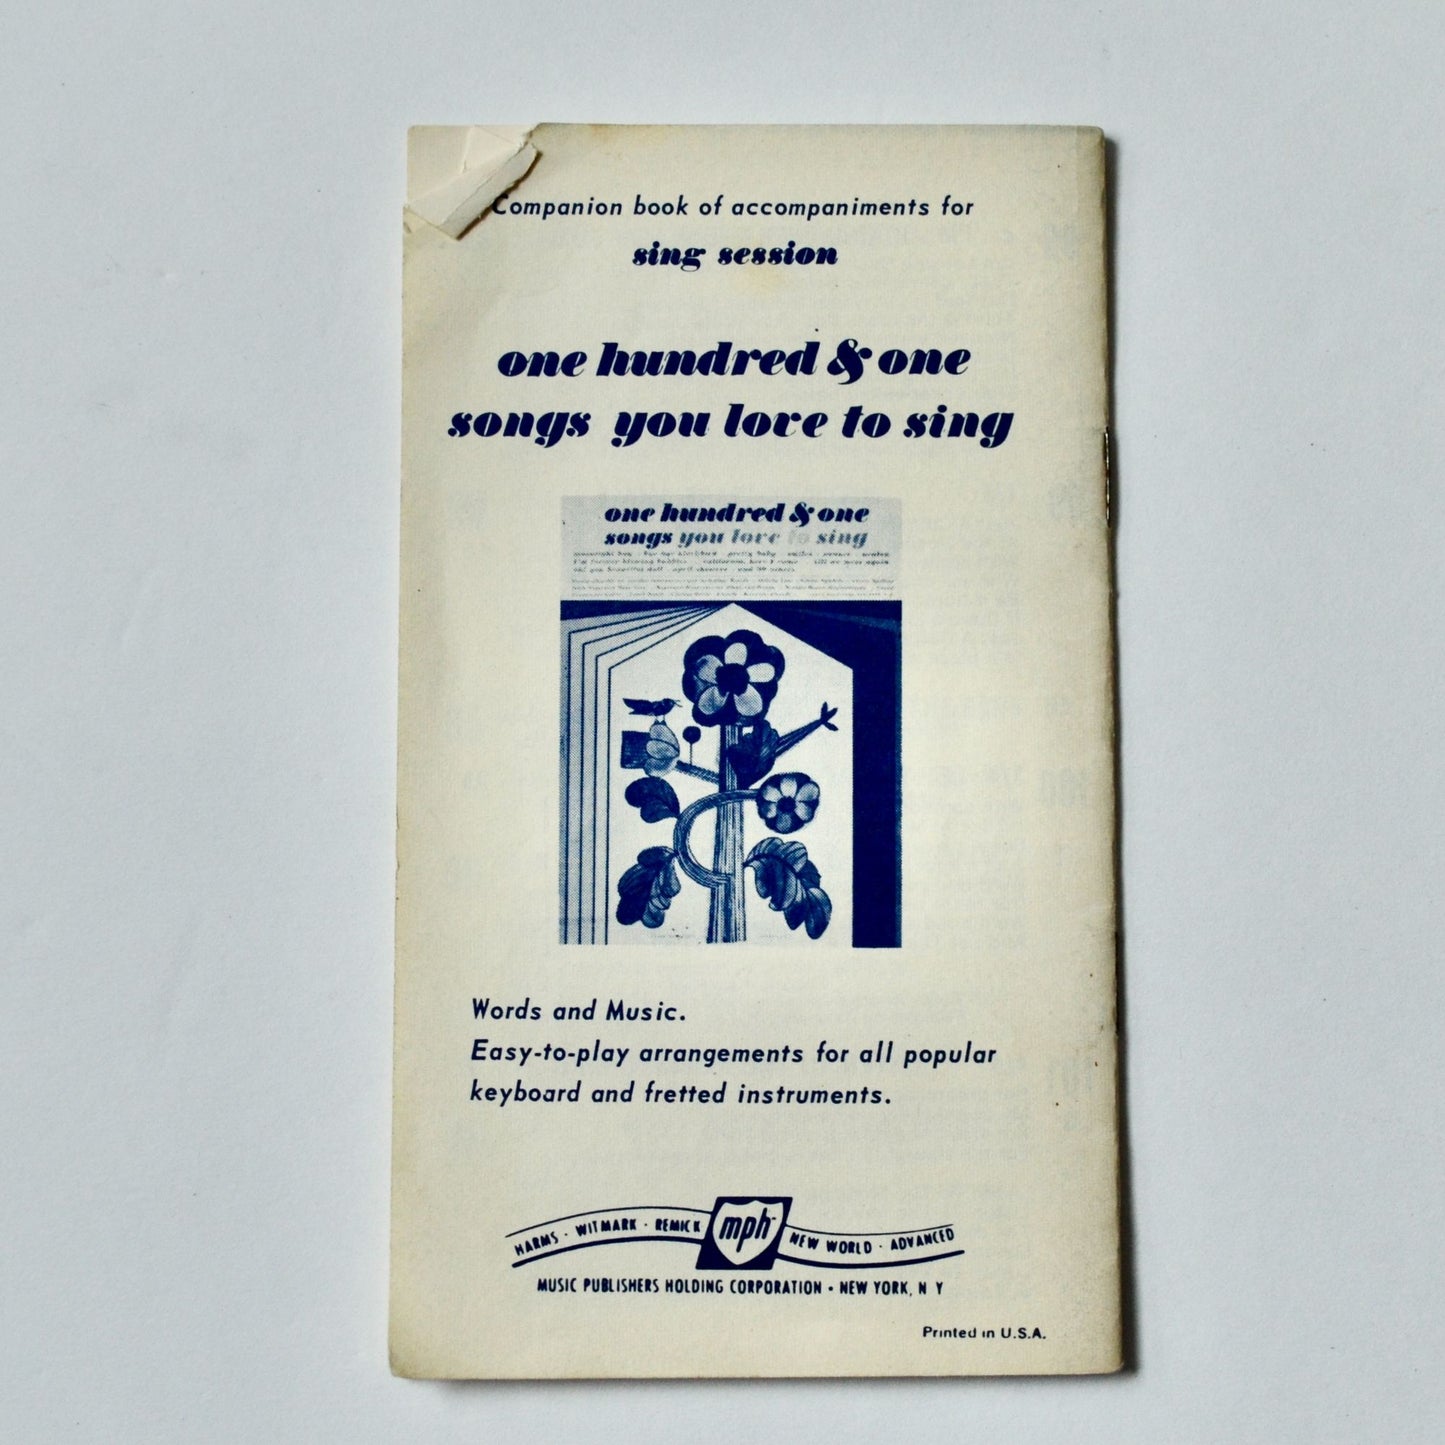 Companion book of accompaniments for
sing session
one hundred & one
songs you love to sing
one hundred & one
songs you love to sing
Words and Music.
Easy-to-play arrangements for all popular
keyboard and fretted instruments.
HARMS · WITMARK · REMICK mph NEW WORLD · ADVANCED
MUSIC PUBLISHERS HOLDING CORPORATION • NEW YORK, N Y
Printed in U.S.A.